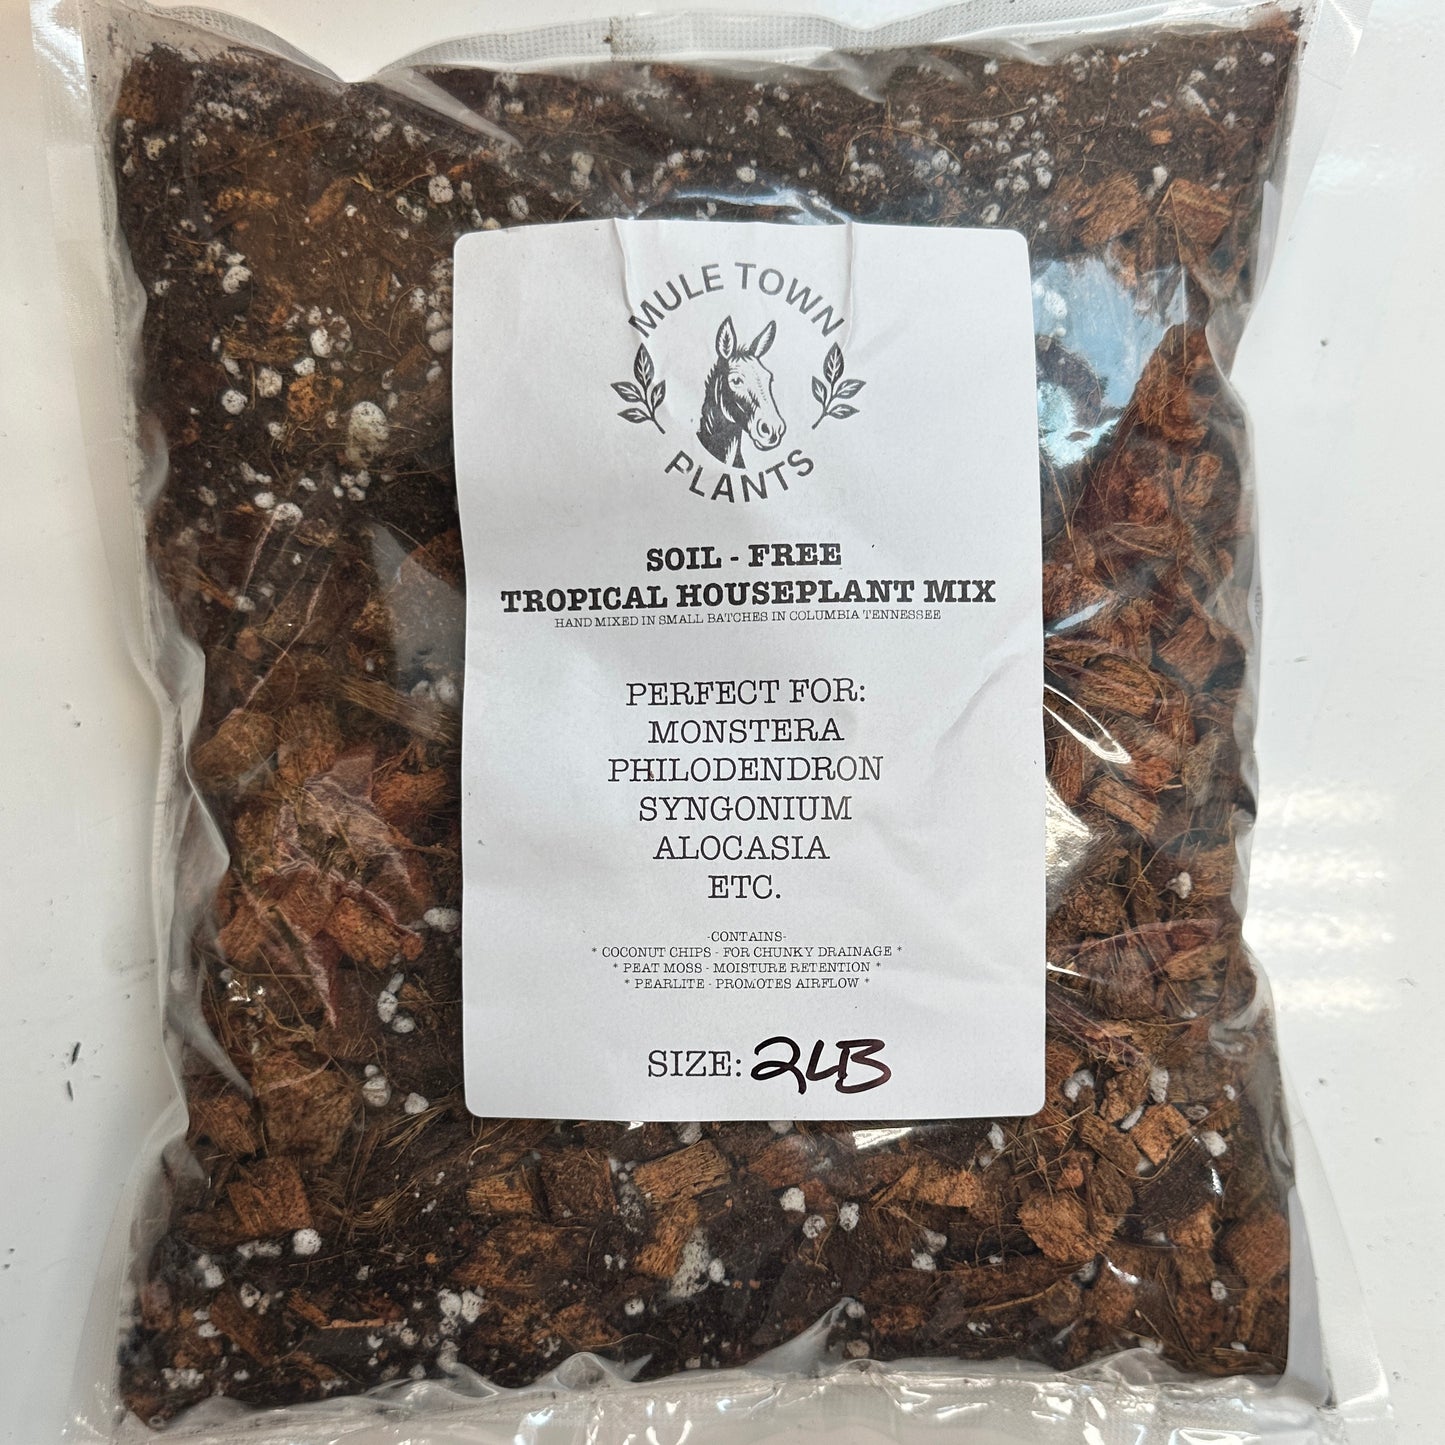 MULE TOWN
PLANTS
SOIL - FREE
TROPICAL HOUSEPLANT MIX
HAND MIXED IN SMALL BATCHES IN COLUMBIA TENNESSEE
PERFECT FOR:
MONSTERA
PHILODENDRON
SYNGONIUM
ALOCASIA
ETC.
-CONTAINS-
* COCONUT CHIPS - FOR CHUNKY DRAINAGE *
* PEAT MOSS - MOISTURE RETENTION *
* PEARLITE - PROMOTES AIRFLOW *
SIZE: 2LB